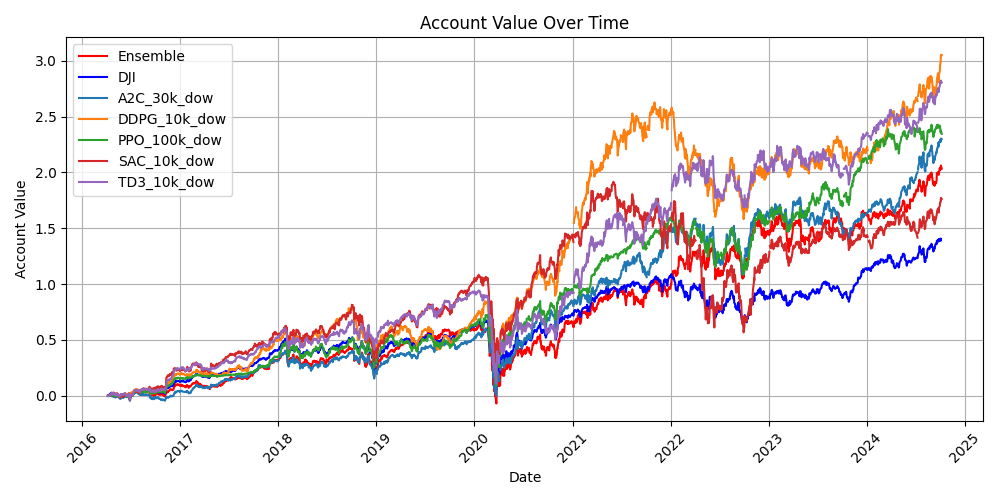 Account Value Over Time
Ensemble
DJI
A2C_30k_dow
DDPG_10k_dow
PPO_100k_dow
SAC_10k_dow
TD3_10k_dow
Account Value
3.0
2.5
2.0
1.5
1.0
0.5
0.0
2016
2017
2018
2019
2020
2021
2022
2023
2024
2025
Date